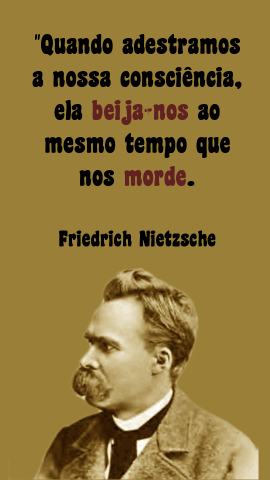 "Quando adestramos
a nossa consciência,
ela beija-nos ao
mesmo tempo que
nos morde.
Friedrich Nietzsche